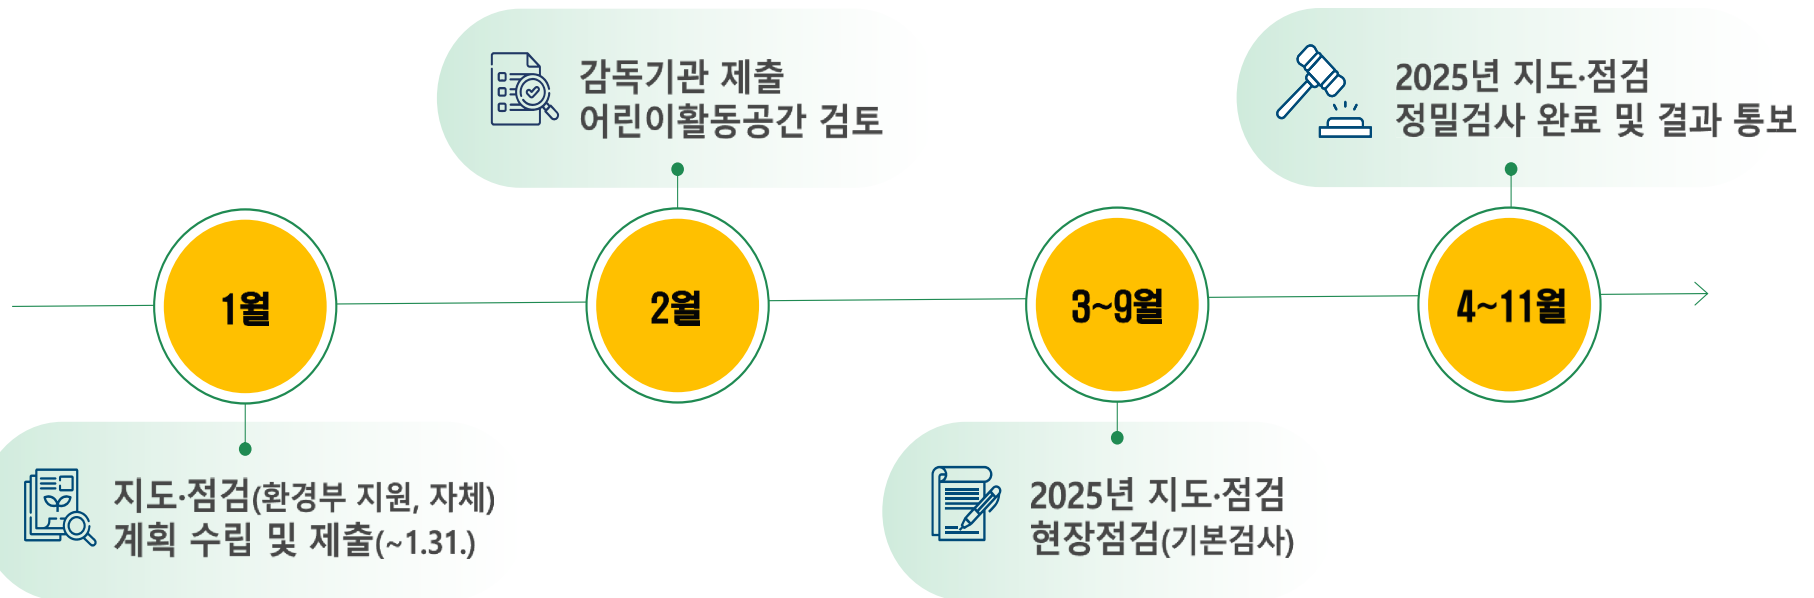 감독기관 제출
어린이활동공간 검토
2025년 지도·점검
정밀검사 완료 및 결과 통보
1월
2월
3~9월
4~11월
지도·점검(환경부 지원, 자체)
계획 수립 및 제출(~1.31.)
2025년 지도·점검
현장점검(기본검사)